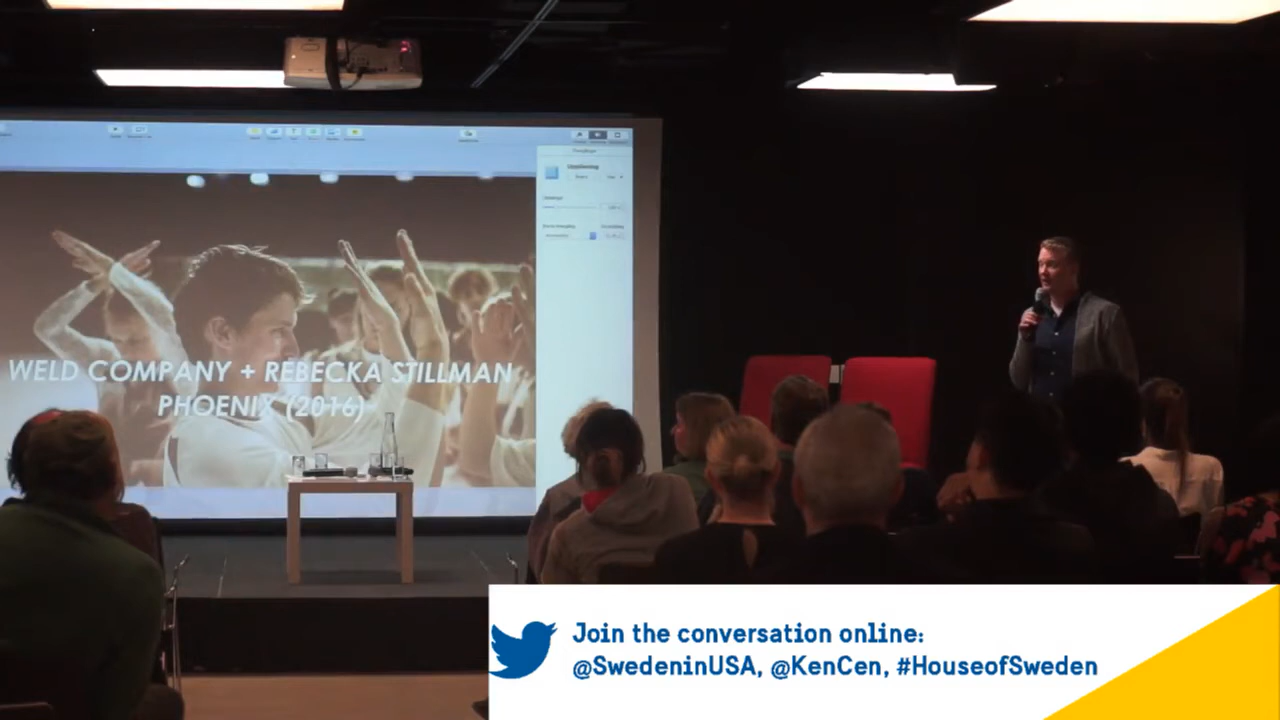 WELD COMPANY + REBECKA STILLMAN
PHOENIX (2016)
Join the conversation online:
@SwedeninUSA, @KenCen, #HouseofSweden